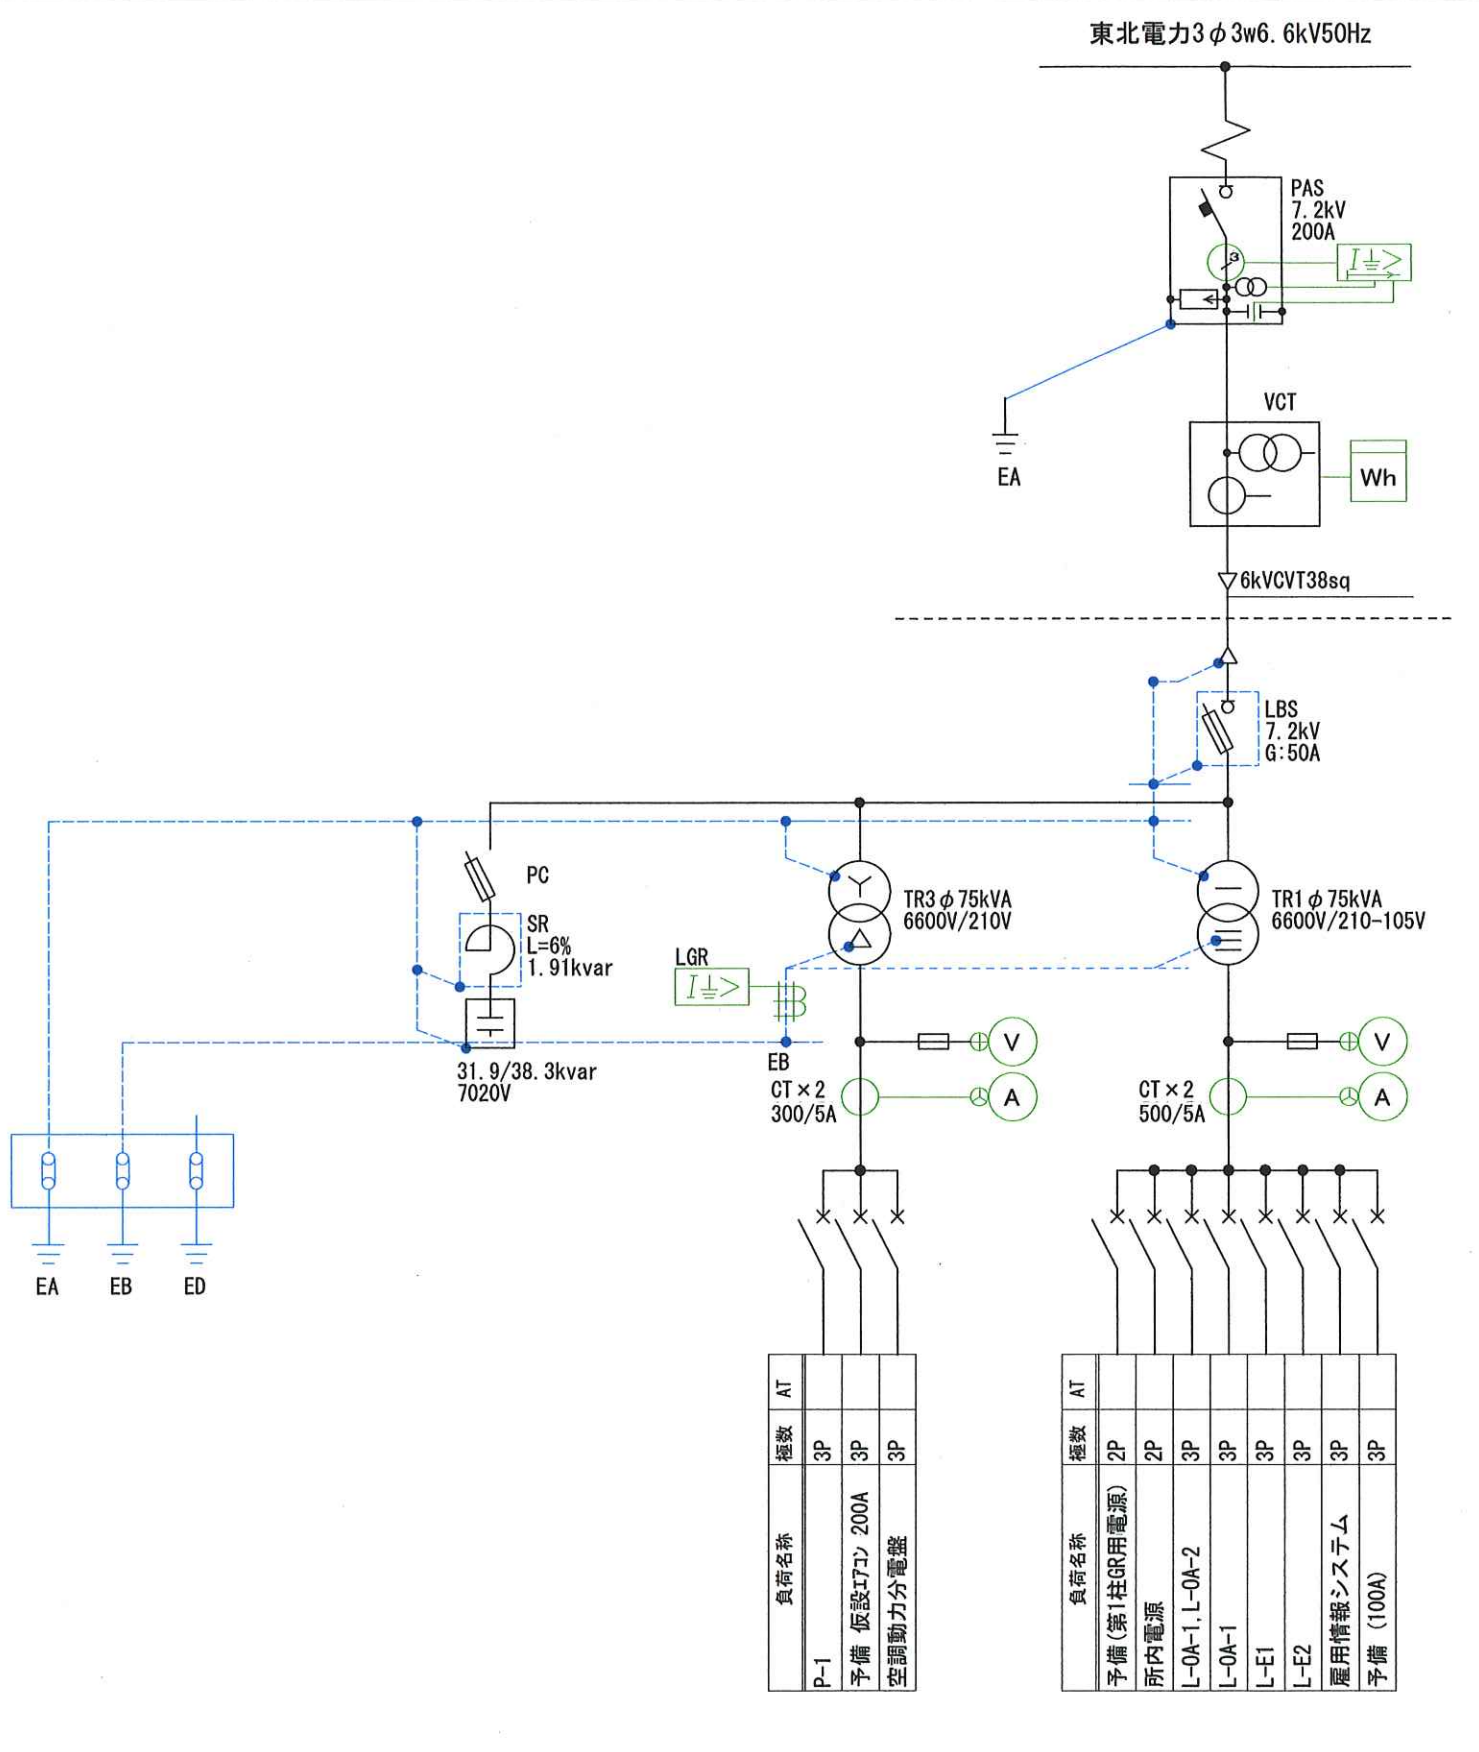 東北電力3φ3w6.6kV50Hz
PAS
7.2kV
200A
3
I<
VCT
Wh
EA
6kVCVT38sq
LBS
7.2kV
G:50A
PC
SR
L=6%
1.91kvar
31.9/38.3kvar
7020V
TR3φ75kVA
6600V/210V
TR1φ75kVA
6600V/210-105V
LGR
I<
EB
V
V
CT×2
300/5A
A
CT×2
500/5A
A
EA
EB
ED
負荷名称 極数 AT
P-1 3P
予備 仮設エアコン 200A 3P
空調動力分電盤 3P
負荷名称 極数 AT
予備(第1柱GR用電源) 2P
所内電源 2P
L-OA-1,L-OA-2 3P
L-OA-1 3P
L-E1 3P
L-E2 3P
雇用情報システム 3P
予備 (100A) 3P